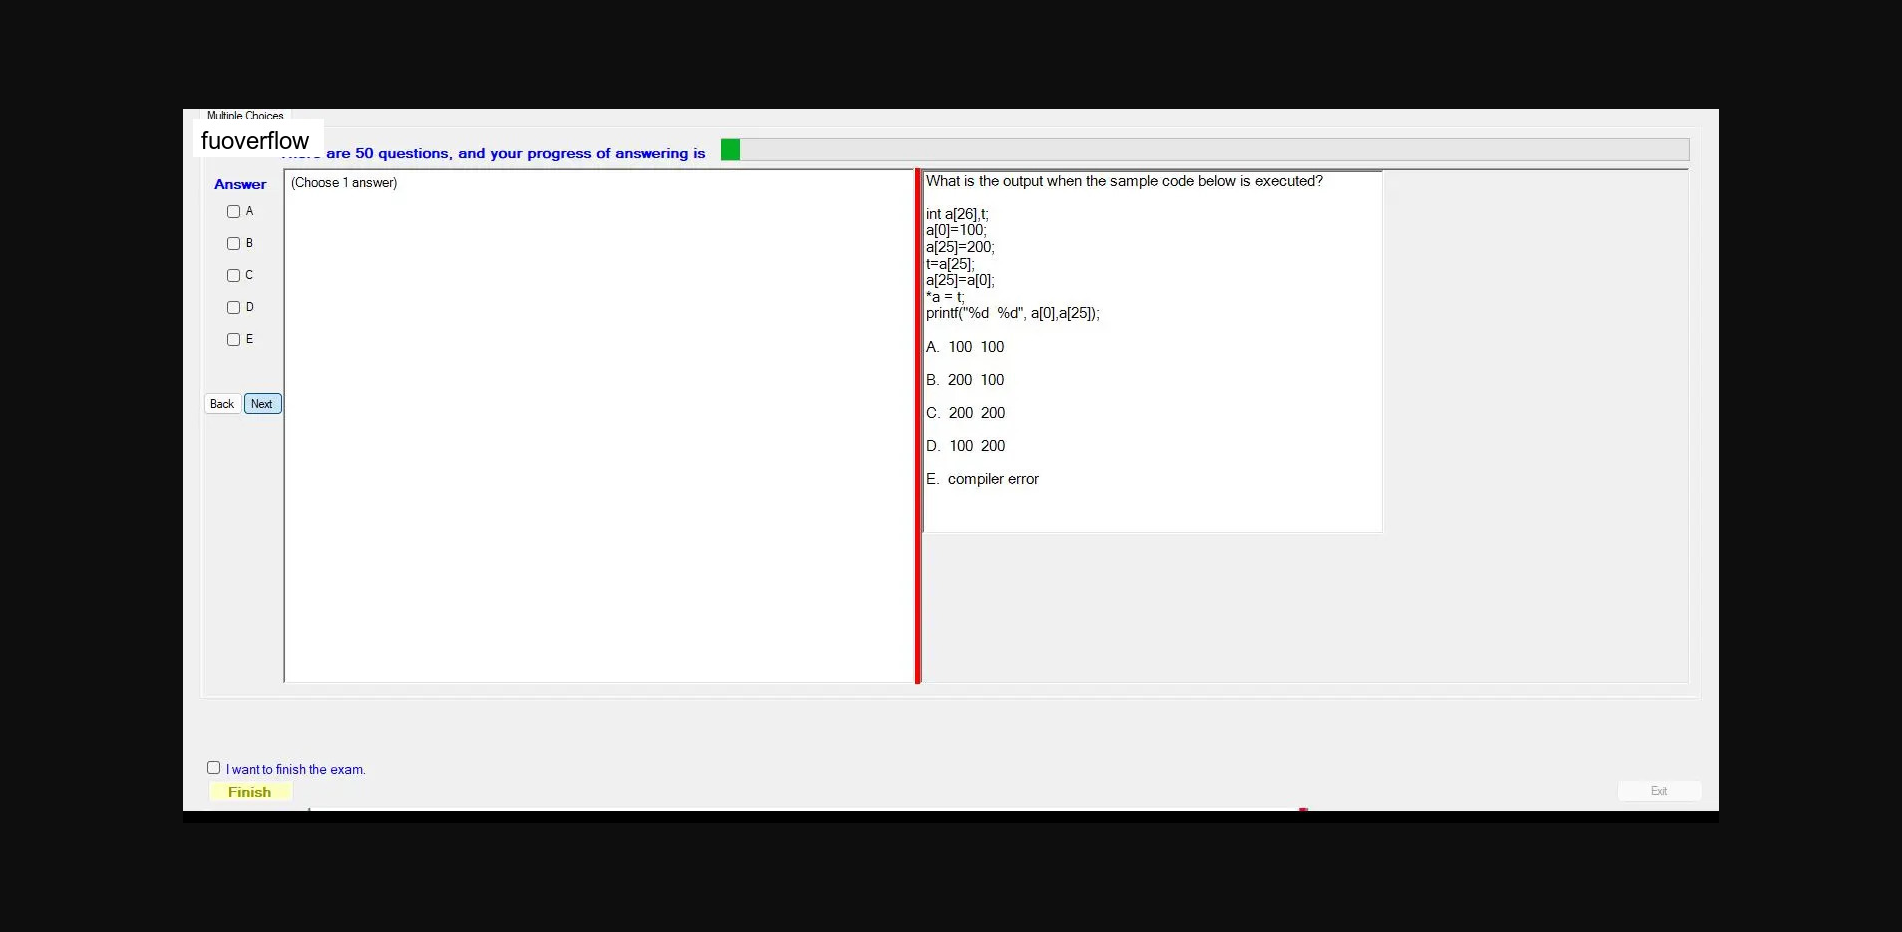 Multiple Choices
fuoverflow
are 50 questions, and your progress of answering is
Answer
A
B
C
D
E
Back Next
(Choose 1 answer)
What is the output when the sample code below is executed?
int a[26],t;
a[0]=100;
a[25]=200;
t=a[25];
a[25]=a[0];
*a = t;
printf("%d  %d", a[0],a[25]);
A.  100  100
B.  200  100
C.  200  200
D.  100  200
E.  compiler error
I want to finish the exam.
Finish
Exit